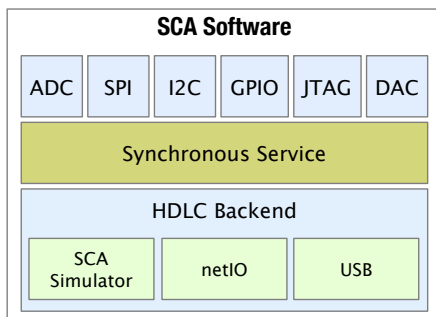 SCA Software
ADC SPI I2C GPIO JTAG DAC
Synchronous Service
HDLC Backend
SCA
Simulator
netIO
USB